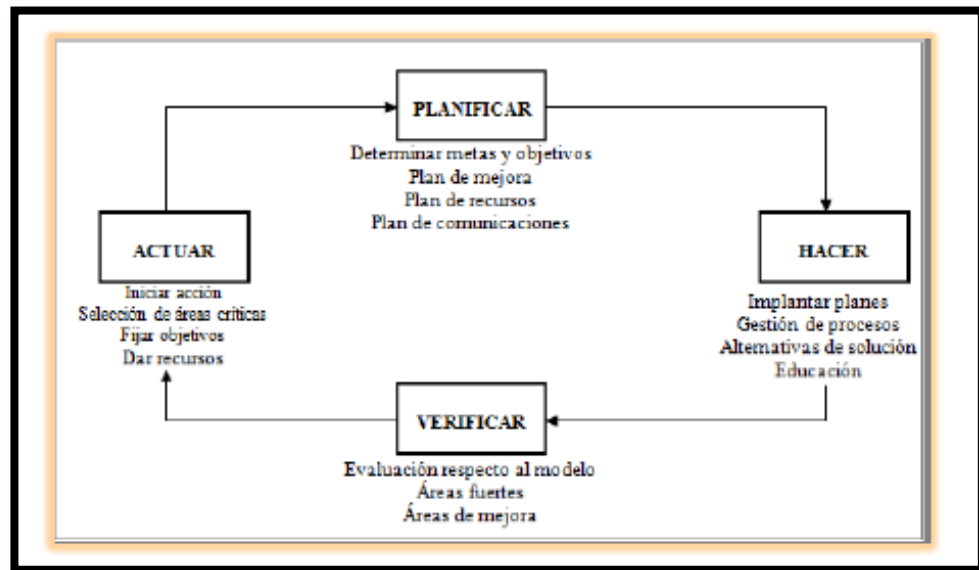 PLANIFICAR
Determinar metas y objetivos
Plan de mejora
Plan de recursos
Plan de comunicaciones
ACTUAR
Iniciar acción
Selección de áreas críticas
Fijar objetivos
Dar recursos
HACER
Implantar planes
Gestión de procesos
Alternativas de solución
Educación
VERIFICAR
Evaluación respecto al modelo
Áreas fuertes
Áreas de mejora